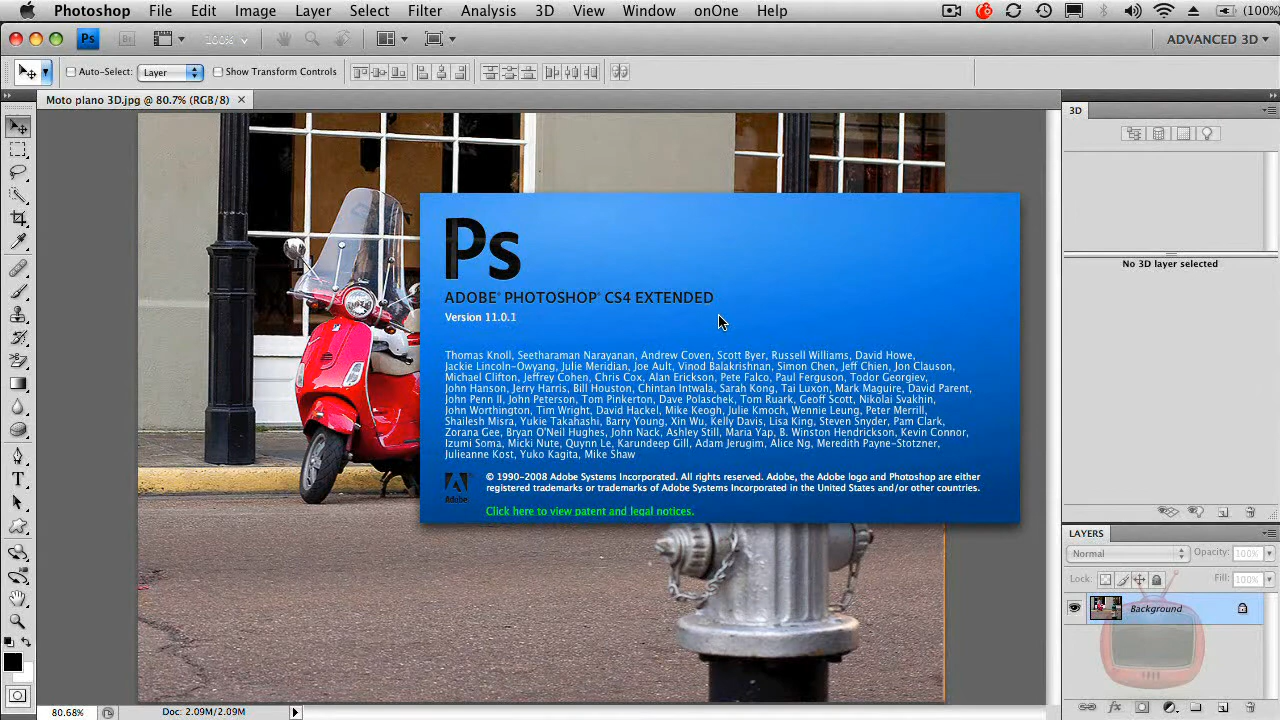 Photoshop File Edit Image Layer Select Filter Analysis 3D View Window onOne Help (100%
Ps Br 100% ADVANCED 3D
Auto-Select: Layer Show Transform Controls
Moto plano 3D.jpg @ 80.7% (RGB/8)
3D
No 3D layer selected
Ps
ADOBE® PHOTOSHOP® CS4 EXTENDED
Version 11.0.1
Thomas Knoll, Seetharaman Narayanan, Andrew Coven, Scott Byer, Russell Williams, David Howe,
Jackie Lincoln-Owyang, Julie Meridian, Joe Ault, Vinod Balakrishnan, Simon Chen, Jeff Chien, Jon Clauson,
Michael Clifton, Jeffrey Cohen, Chris Cox, Alan Erickson, Pete Falco, Paul Ferguson, Todor Georgiev,
John Hanson, Jerry Harris, Bill Houston, Chintan Intwala, Sarah Kong, Tai Luxon, Mark Maguire, David Parent,
John Penn II, John Peterson, Tom Pinkerton, Dave Polaschek, Tom Ruark, Geoff Scott, Nikolai Svakhin,
John Worthington, Tim Wright, David Hackel, Mike Keogh, Julie Kmoch, Wennie Leung, Peter Merrill,
Shailesh Misra, Yukie Takahashi, Barry Young, Xin Wu, Kelly Davis, Lisa King, Steven Snyder, Pam Clark,
Zorana Gee, Bryan O'Neil Hughes, John Nack, Ashley Still, Maria Yap, B. Winston Hendrickson, Kevin Connor,
Izumi Soma, Micki Nute, Quynn Le, Karundeep Gill, Adam Jerugim, Alice Ng, Meredith Payne-Stotzner,
Julieanne Kost, Yuko Kagita, Mike Shaw
© 1990-2008 Adobe Systems Incorporated. All rights reserved. Adobe, the Adobe logo and Photoshop are either
registered trademarks or trademarks of Adobe Systems Incorporated in the United States and/or other countries.
Adobe
Click here to view patent and legal notices.
LAYERS
Normal Opacity: 100%
Lock: Fill: 100%
Background
T
fx
80.68% Doc: 2.09M/2.09M